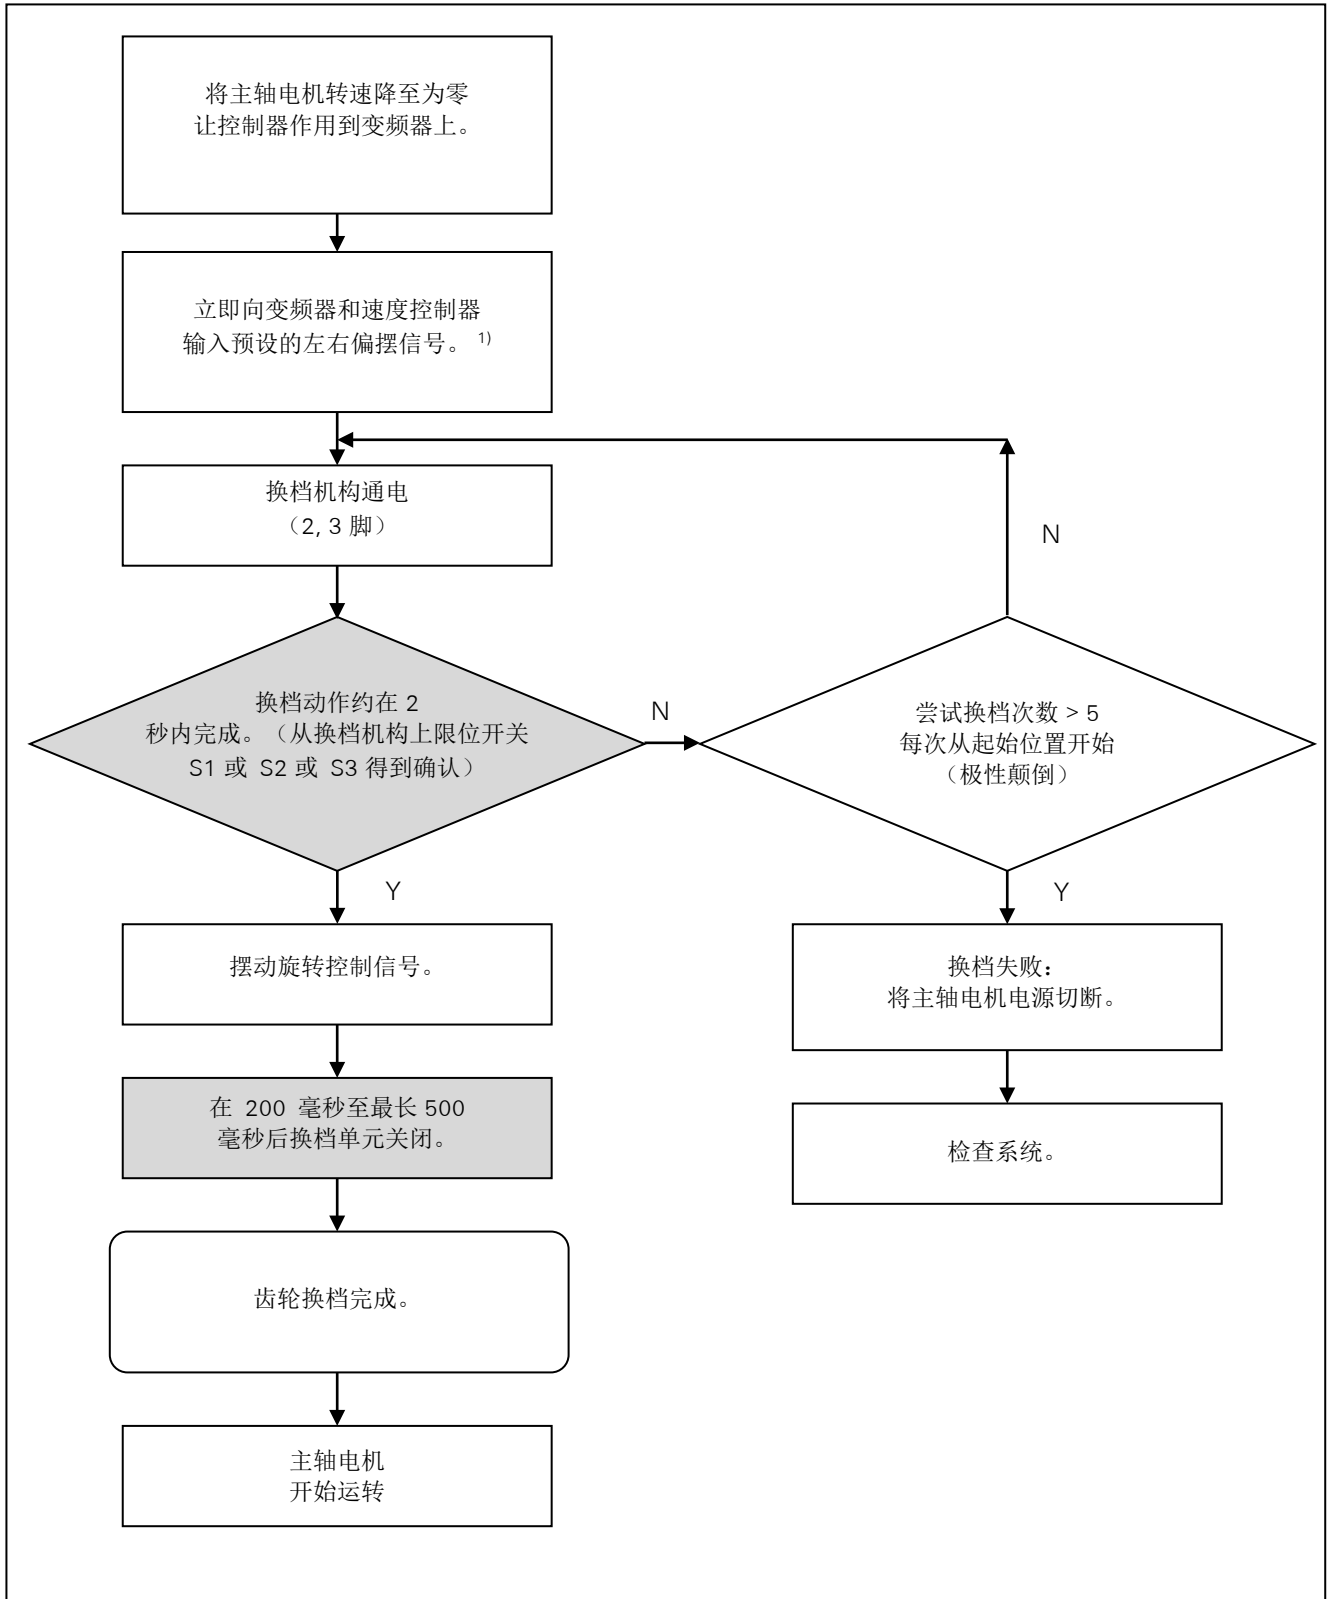 将主轴电机转速降至为零
让控制器作用到变频器上。
立即向变频器和速度控制器
输入预设的左右偏摆信号。 1)
换档机构通电
（2, 3 脚）
N
换档动作约在 2
秒内完成。（从换档机构上限位开关
S1 或 S2 或 S3 得到确认）
N
尝试换档次数 > 5
每次从起始位置开始
（极性颠倒）
Y
Y
摆动旋转控制信号。
换档失败：
将主轴电机电源切断。
在 200 毫秒至最长 500
毫秒后换档单元关闭。
检查系统。
齿轮换档完成。
主轴电机
开始运转